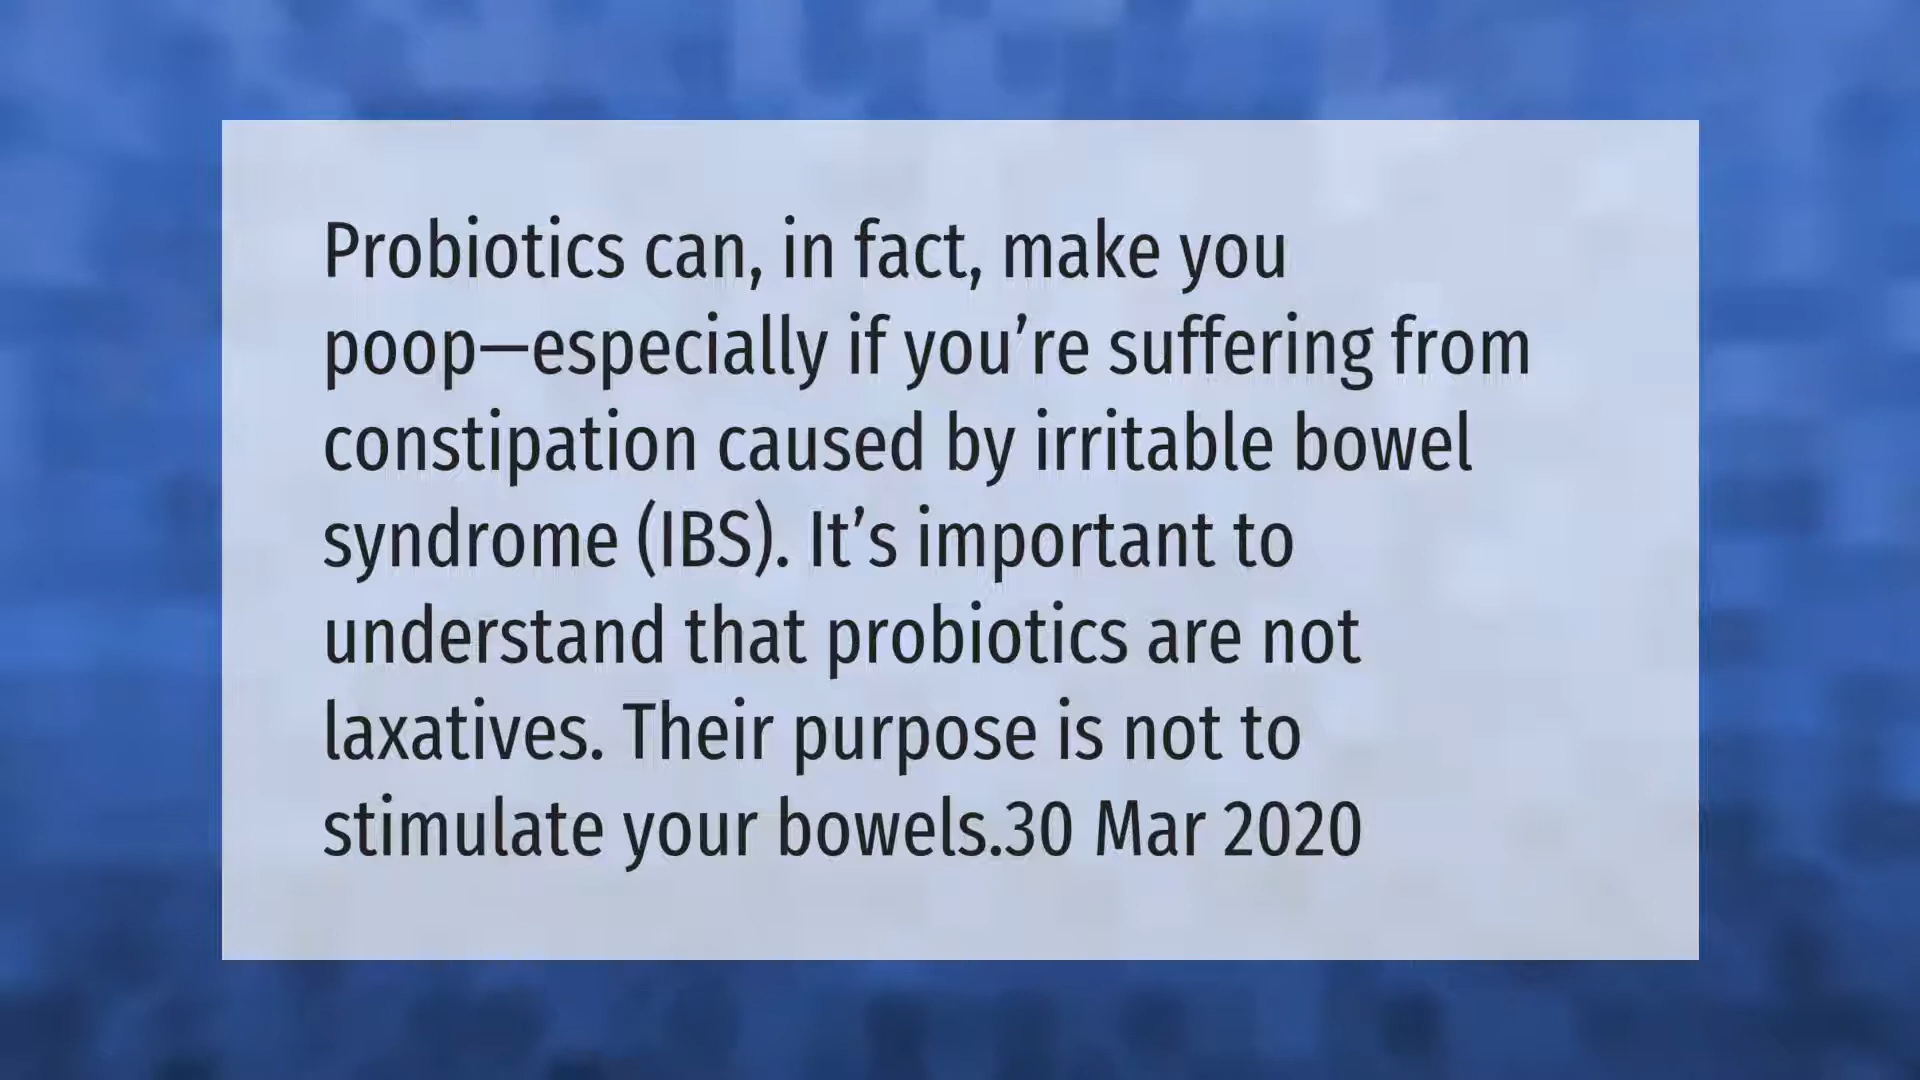 Probiotics can, in fact, make you
poop—especially if you’re suffering from
constipation caused by irritable bowel
syndrome (IBS). It’s important to
understand that probiotics are not
laxatives. Their purpose is not to
stimulate your bowels.30 Mar 2020